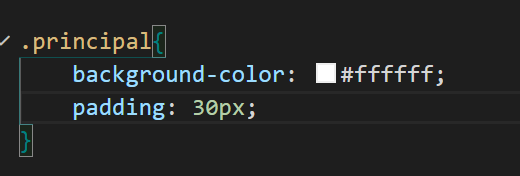 .principal{
background-color: #ffffff;
padding: 30px;
}